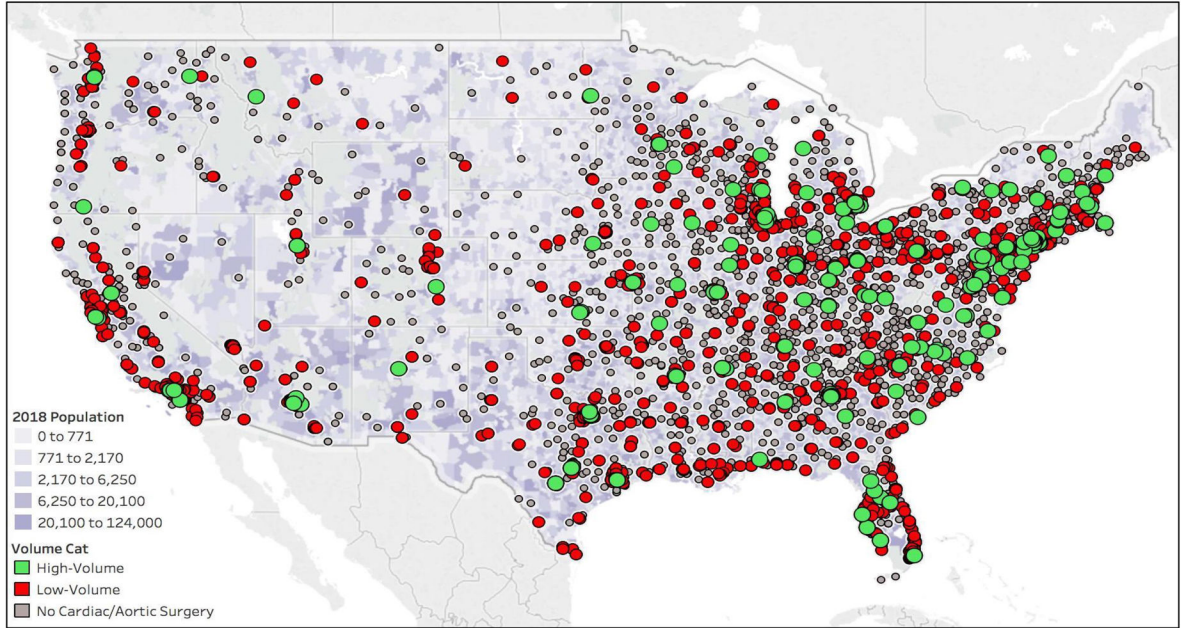 2018 Population
0 to 771
771 to 2,170
2,170 to 6,250
6,250 to 20,100
20,100 to 124,000
Volume Cat
High-Volume
Low-Volume
No Cardiac/Aortic Surgery